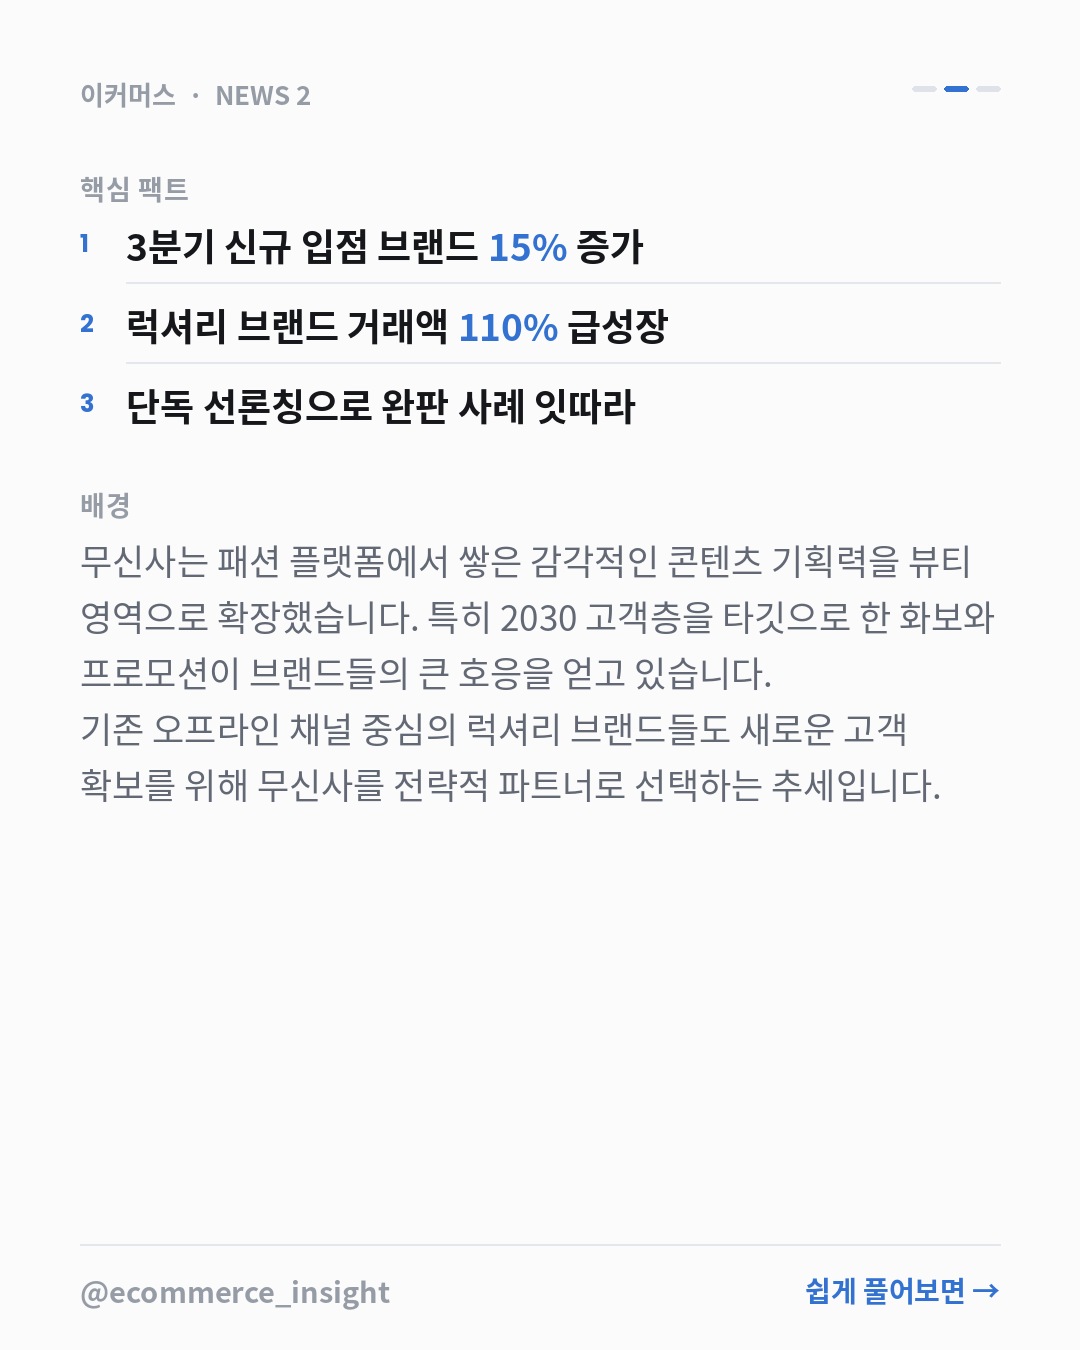 이커머스 · NEWS 2
핵심 팩트
1 3분기 신규 입점 브랜드 15% 증가
2 럭셔리 브랜드 거래액 110% 급성장
3 단독 선론칭으로 완판 사례 잇따라
배경
무신사는 패션 플랫폼에서 쌓은 감각적인 콘텐츠 기획력을 뷰티
영역으로 확장했습니다. 특히 2030 고객층을 타깃으로 한 화보와
프로모션이 브랜드들의 큰 호응을 얻고 있습니다.
기존 오프라인 채널 중심의 럭셔리 브랜드들도 새로운 고객
확보를 위해 무신사를 전략적 파트너로 선택하는 추세입니다.
@ecommerce_insight 쉽게 풀어보면 →